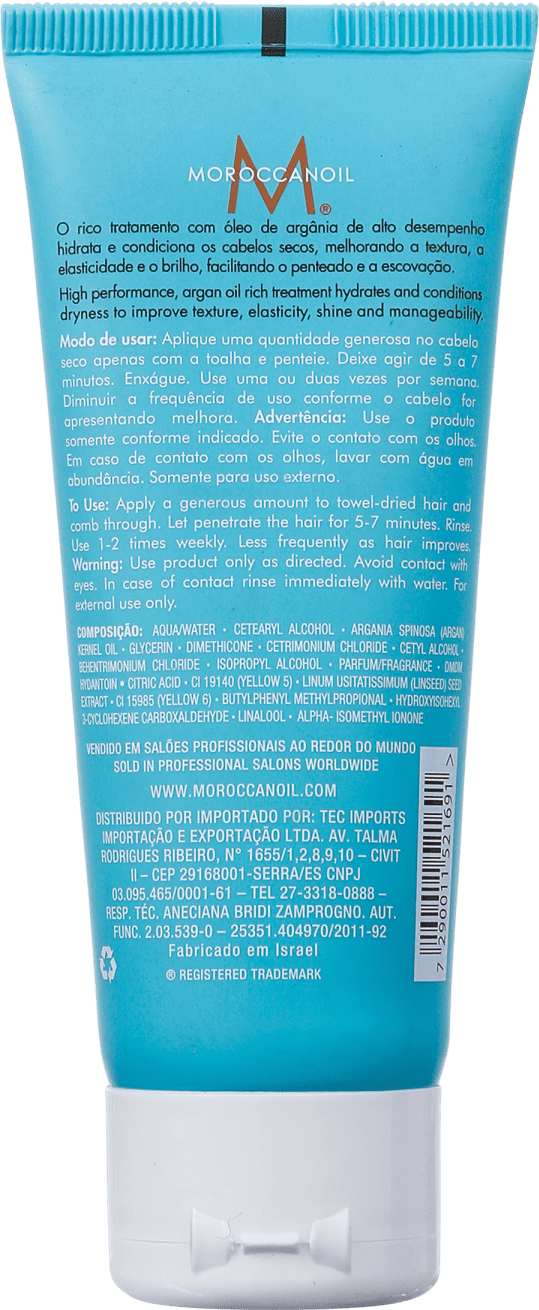 MOROCCANOIL
M®
O rico tratamento com óleo de argânia de alto desempenho
hidrata e condiciona os cabelos secos, melhorando a textura, a
elasticidade e o brilho, facilitando o penteado e a escovação.
High performance, argan oil rich treatment hydrates and conditions
dryness to improve texture, elasticity, shine and manageability.
Modo de usar: Aplique uma quantidade generosa no cabelo
seco apenas com a toalha e penteie. Deixe agir de 5 a 7
minutos. Enxágue. Use uma ou duas vezes por semana.
Diminuir a frequência de uso conforme o cabelo for
apresentando melhora. Advertência: Use o produto
somente conforme indicado. Evite o contato com os olhos.
Em caso de contato com os olhos, lavar com água em
abundância. Somente para uso externo.
To Use: Apply a generous amount to towel-dried hair and
comb through. Let penetrate the hair for 5-7 minutes. Rinse.
Use 1-2 times weekly. Less frequently as hair improves.
Warning: Use product only as directed. Avoid contact with
eyes. In case of contact rinse immediately with water. For
external use only.
COMPOSIÇÃO: AQUA/WATER • CETEARYL ALCOHOL • ARGANIA SPINOSA (ARGAN)
KERNEL OIL • GLYCERIN • DIMETHICONE • CETRIMONIUM CHLORIDE • CETYL ALCOHOL •
BEHENTRIMONIUM CHLORIDE • ISOPROPYL ALCOHOL • PARFUM/FRAGRANCE • DMDM
HYDANTOIN • CITRIC ACID • CI 19140 (YELLOW 5) • LINUM USITATISSIMUM (LINSEED) SEED
EXTRACT • CI 15985 (YELLOW 6) • BUTYLPHENYL METHYLPROPIONAL • HYDROXYISOHEXYL
3-CYCLOHEXENE CARBOXALDEHYDE • LINALOOL • ALPHA- ISOMETHYL IONONE
VENDIDO EM SALÕES PROFISSIONAIS AO REDOR DO MUNDO
SOLD IN PROFESSIONAL SALONS WORLDWIDE
WWW.MOROCCANOIL.COM
DISTRIBUIDO POR IMPORTADO POR: TEC IMPORTS
IMPORTAÇÃO E EXPORTAÇÃO LTDA. AV. TALMA
RODRIGUES RIBEIRO, N° 1655/1,2,8,9,10 – CIVIT
II – CEP 29168001-SERRA/ES CNPJ
03.095.465/0001-61 – TEL 27-3318-0888 –
RESP. TÉC. ANECIANA BRIDI ZAMPROGNO. AUT.
FUNC. 2.03.539-0 – 25351.404970/2011-92
Fabricado em Israel
® REGISTERED TRADEMARK
7 290011 521691 >